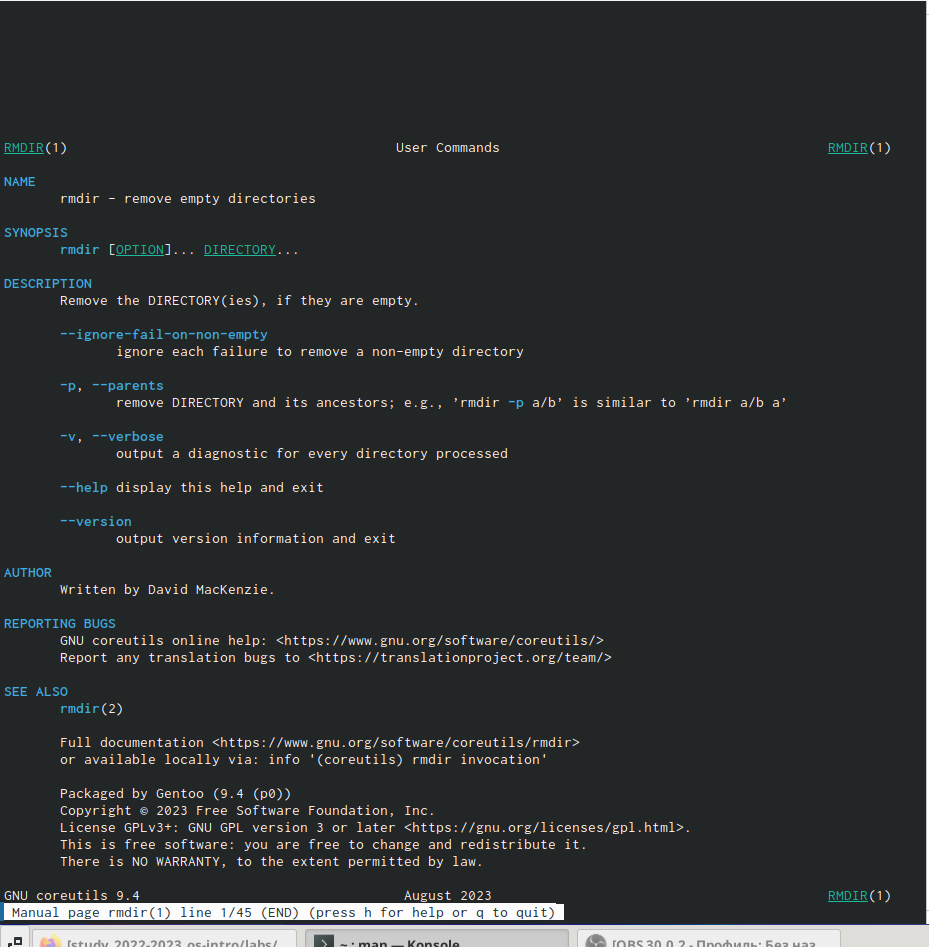 RMDIR(1) User Commands RMDIR(1)
NAME
rmdir - remove empty directories
SYNOPSIS
rmdir [OPTION]... DIRECTORY...
DESCRIPTION
Remove the DIRECTORY(ies), if they are empty.
--ignore-fail-on-non-empty
ignore each failure to remove a non-empty directory
-p, --parents
remove DIRECTORY and its ancestors; e.g., ’rmdir -p a/b’ is similar to ’rmdir a/b a’
-v, --verbose
output a diagnostic for every directory processed
--help display this help and exit
--version
output version information and exit
AUTHOR
Written by David MacKenzie.
REPORTING BUGS
GNU coreutils online help: <https://www.gnu.org/software/coreutils/>
Report any translation bugs to <https://translationproject.org/team/>
SEE ALSO
rmdir(2)
Full documentation <https://www.gnu.org/software/coreutils/rmdir>
or available locally via: info '(coreutils) rmdir invocation'
Packaged by Gentoo (9.4 (p0))
Copyright © 2023 Free Software Foundation, Inc.
License GPLv3+: GNU GPL version 3 or later <https://gnu.org/licenses/gpl.html>.
This is free software: you are free to change and redistribute it.
There is NO WARRANTY, to the extent permitted by law.
GNU coreutils 9.4 August 2023 RMDIR(1)
Manual page rmdir(1) line 1/45 (END) (press h for help or q to quit)
[study_2022-2023_os-intro/labs/ ~ : man — Konsole [OBS 30.0.2 - Профиль: Без наз